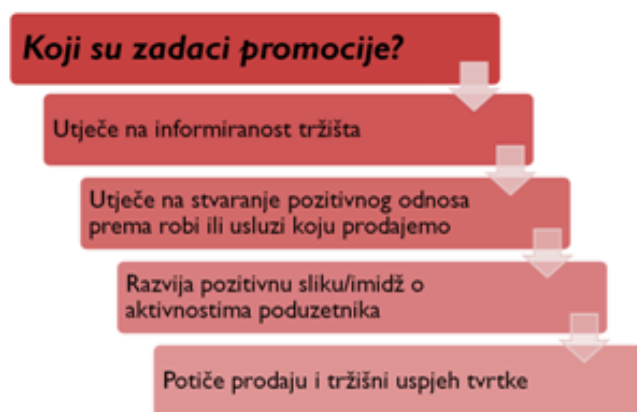 Koji su zadaci promocije?
Utječe na informiranost tržišta
Utječe na stvaranje pozitivnog odnosa
prema robi ili usluzi koju prodajemo
Razvija pozitivnu sliku/imidž o
aktivnostima poduzetnika
Potiče prodaju i tržišni uspjeh tvrtke